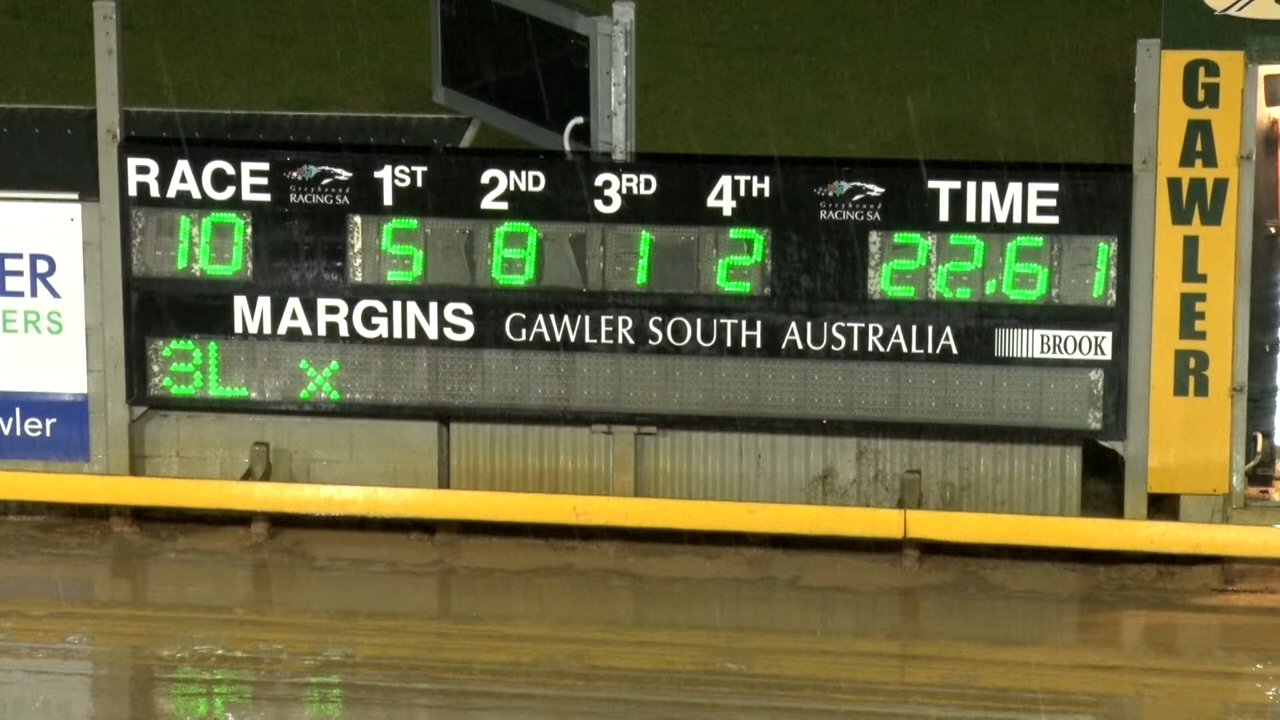 RACE Greyhound RACING SA 1ST 2ND 3RD 4TH Greyhound RACING SA TIME
10 5 8 1 2 22.61
MARGINS GAWLER SOUTH AUSTRALIA BROOK
3L X
GAWLER
ER
ERS
wler